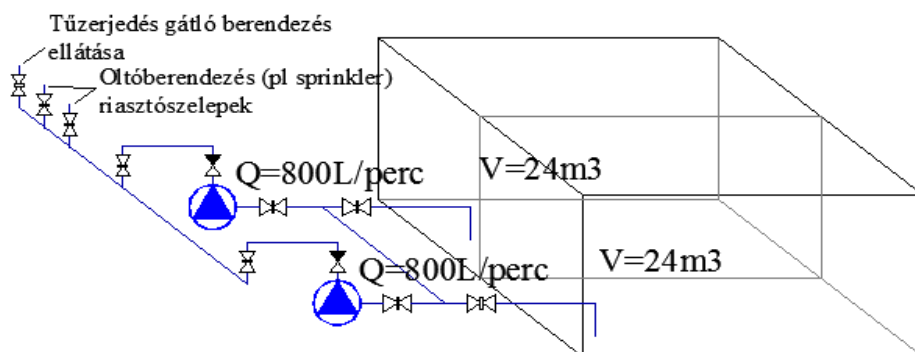 Tűzerjedés gátló berendezés
ellátása
Oltóberendezés (pl sprinkler)
riasztószelepek
Q=800L/perc
V=24m3
Q=800L/perc
V=24m3